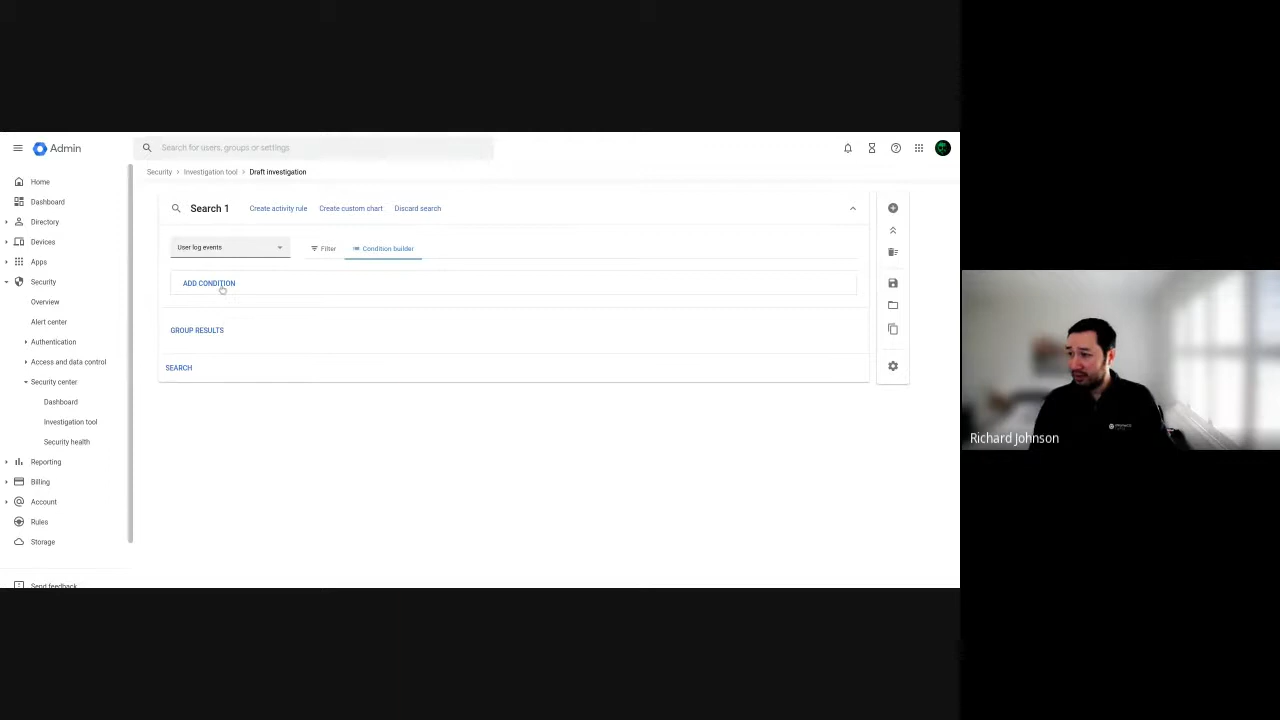 Admin
Search for users, groups or settings
Security > Investigation tool > Draft investigation
Home
Dashboard
Directory
Devices
Apps
Security
Overview
Alert center
Authentication
Access and data control
Security center
Dashboard
Investigation tool
Security health
Reporting
Billing
Account
Rules
Storage
Send feedback
Search 1
Create activity rule
Create custom chart
Discard search
User log events
Filter
Condition builder
ADD CONDITION
GROUP RESULTS
SEARCH
Richard Johnson